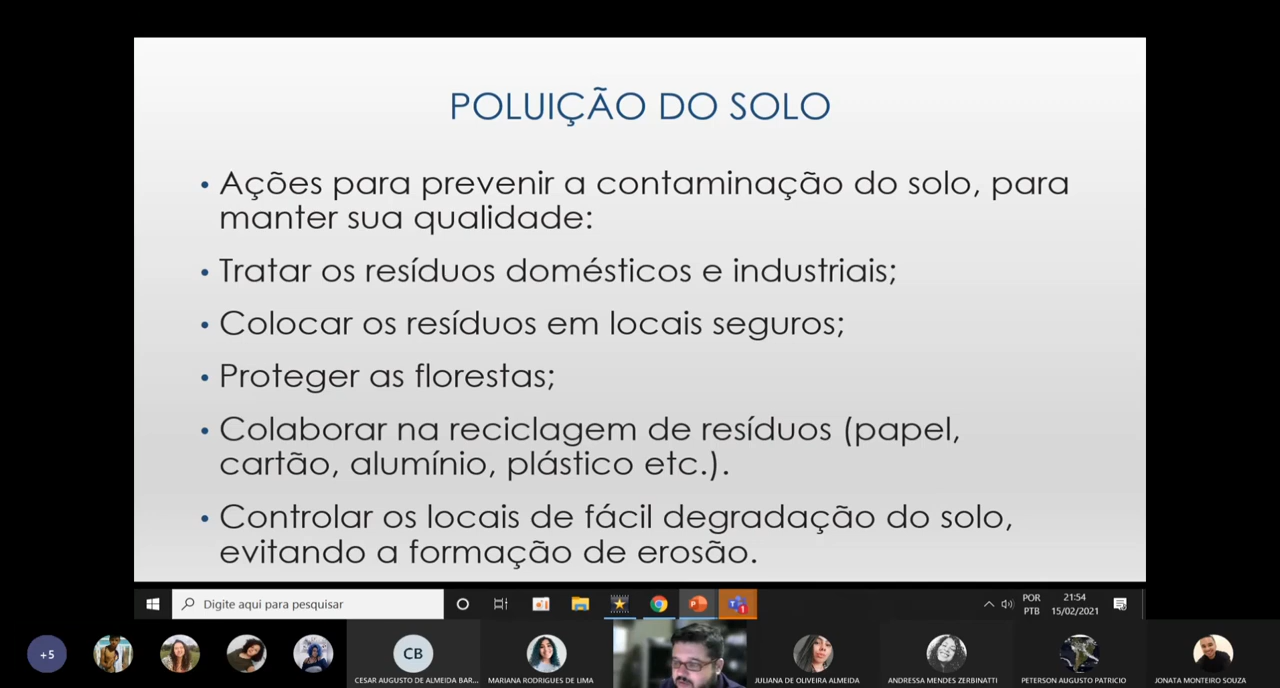 POLUIÇÃO DO SOLO
• Ações para prevenir a contaminação do solo, para
manter sua qualidade:
• Tratar os resíduos domésticos e industriais;
• Colocar os resíduos em locais seguros;
• Proteger as florestas;
• Colaborar na reciclagem de resíduos (papel,
cartão, alumínio, plástico etc.).
• Controlar os locais de fácil degradação do solo,
evitando a formação de erosão.
Digite aqui para pesquisar
1
POR
PTB
21:54
15/02/2021
+5
CB
CESAR AUGUSTO DE ALMEIDA BAR...
MARIANA RODRIGUES DE LIMA
JULIANA DE OLIVEIRA ALMEIDA
ANDRESSA MENDES ZERBINATTI
PETERSON AUGUSTO PATRICIO
JONATA MONTEIRO SOUZA